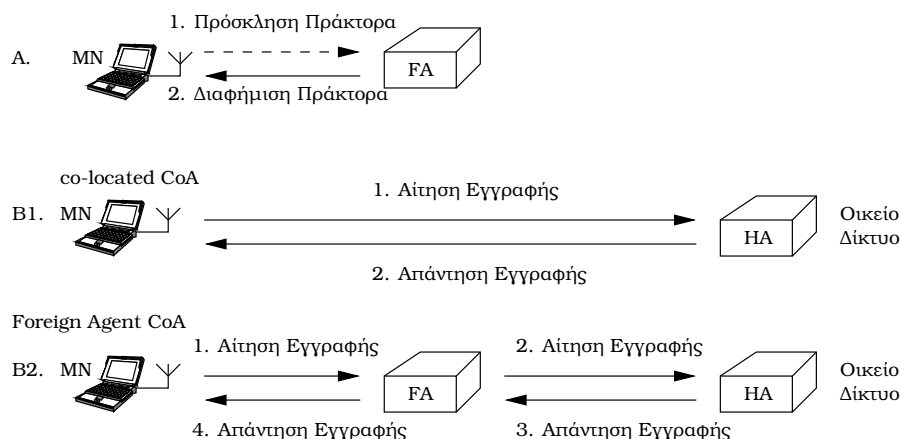 1. Πρόσκληση Πράκτορα
A. MN FA
2. Διαφήμιση Πράκτορα
co-located CoA
1. Αίτηση Εγγραφής
B1. MN HA Οικείο
Δίκτυο
2. Απάντηση Εγγραφής
Foreign Agent CoA
1. Αίτηση Εγγραφής 2. Αίτηση Εγγραφής
B2. MN FA HA Οικείο
Δίκτυο
4. Απάντηση Εγγραφής 3. Απάντηση Εγγραφής